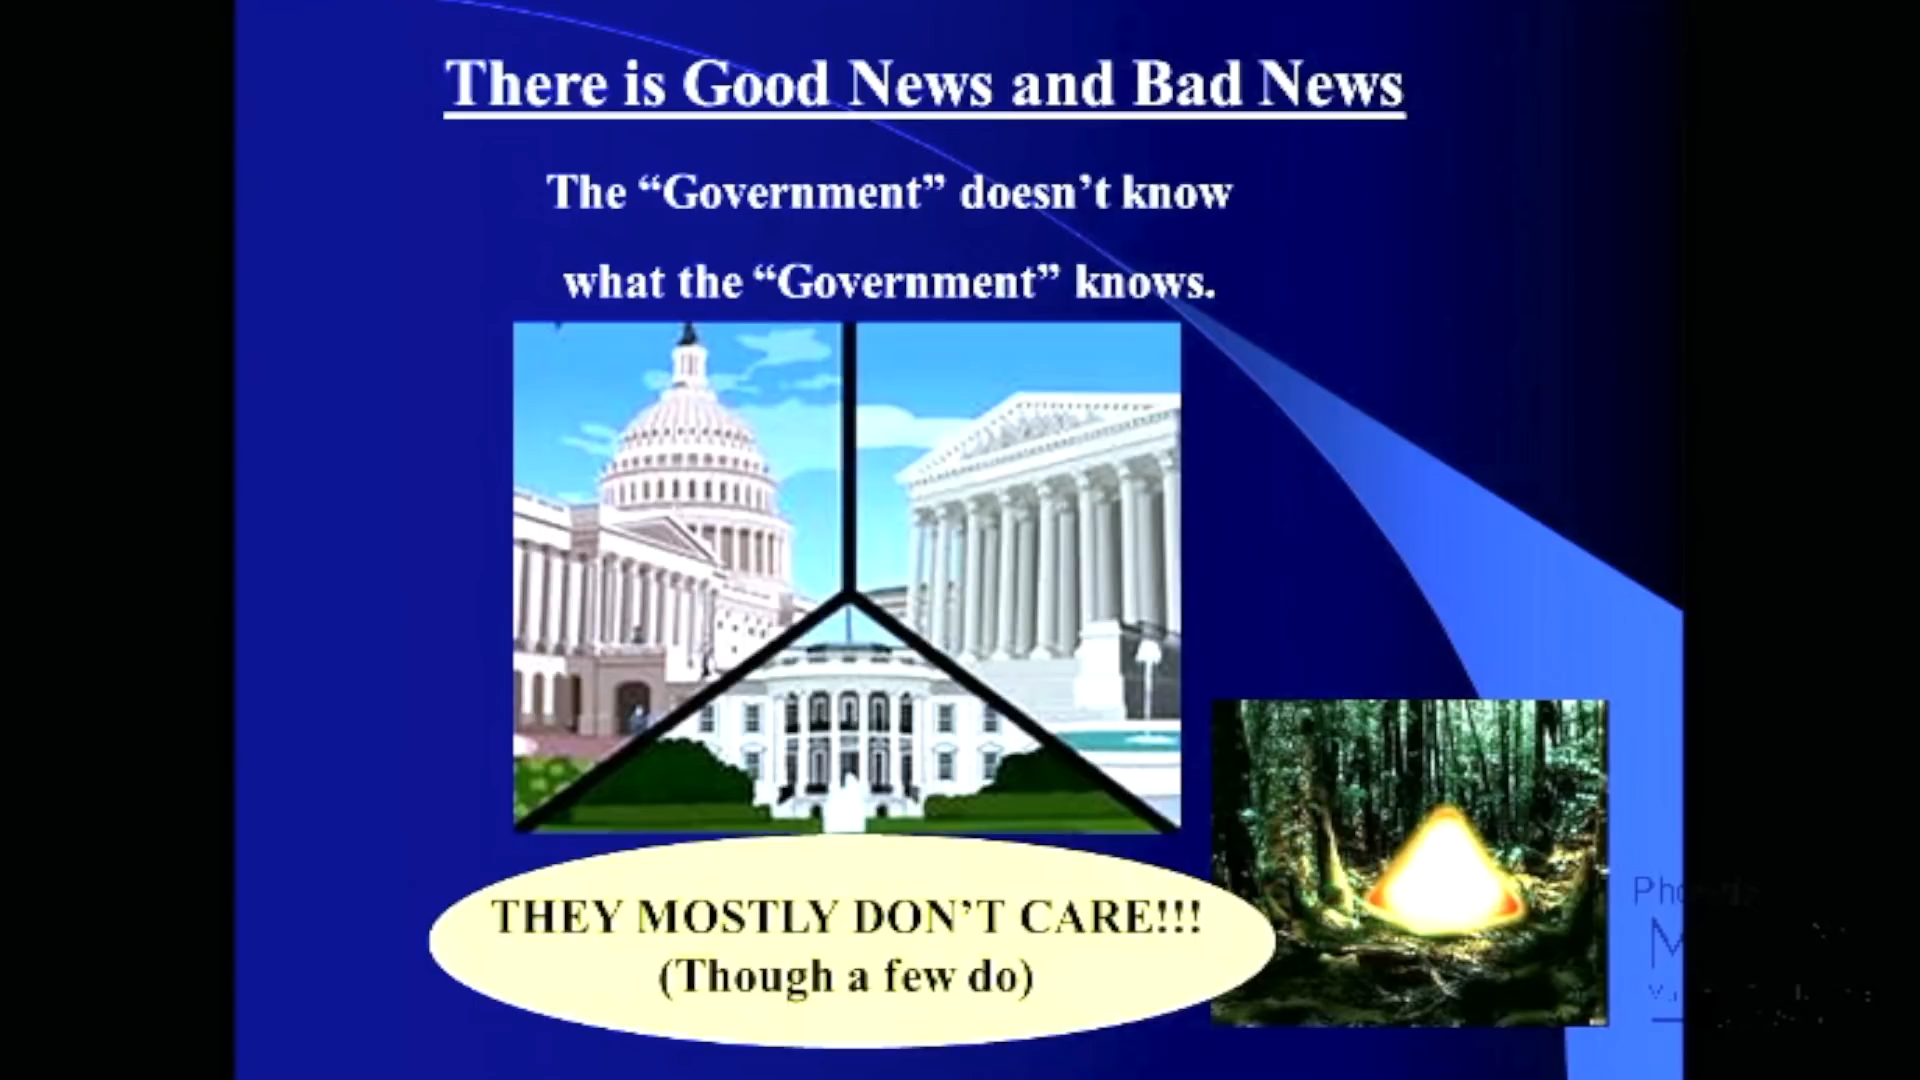 There is Good News and Bad News
The “Government” doesn’t know
what the “Government” knows.
THEY MOSTLY DON’T CARE!!!
(Though a few do)